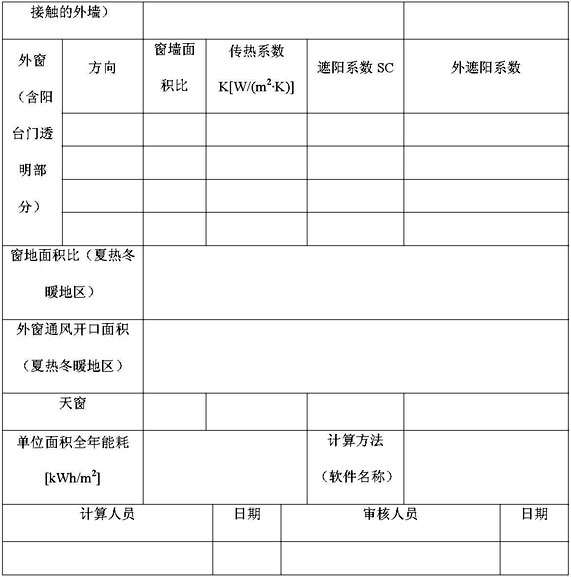 接触的外墙）
外窗
（含阳
台门透
明部
分）
方向
窗墙面
积比
传热系数
K[W/(m²·K)]
遮阳系数 SC
外遮阳系数
窗地面积比（夏热冬
暖地区）
外窗通风开口面积
（夏热冬暖地区）
天窗
单位面积全年能耗
[kWh/m²]
计算方法
（软件名称）
计算人员
日期
审核人员
日期